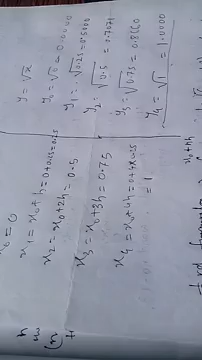 x₀ = 0
x₁ = x₀ + h = 0 + 0.25 = 0.25
x₂ = x₀ + 2h = 0.5
x₃ = x₀ + 3h = 0.75
x₄ = x₀ + 4h = 0 + 4×0.25
= 1
y = √x
y₀ = √0 = 0.0000
y₁ = √0.25 = 0.5000
y₂ = √0.5 = 0.7071
y₃ = √0.75 = 0.8660
y₄ = √1 = 1.0000
x₀+nh